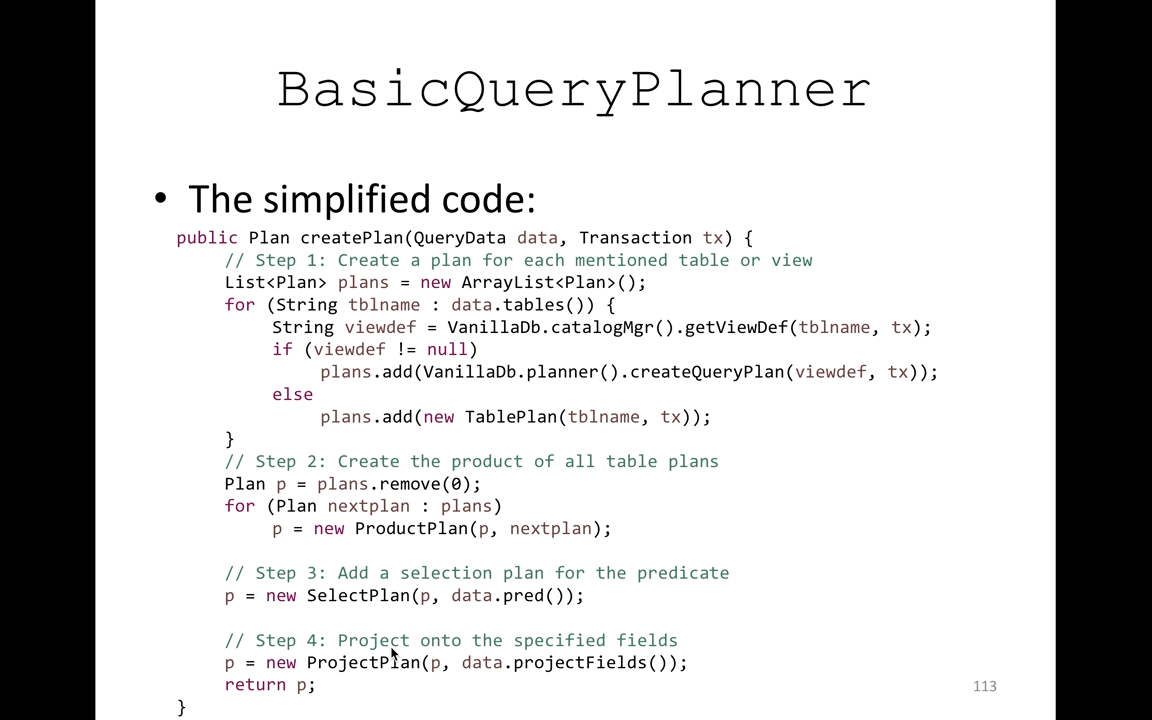 BasicQueryPlanner
• The simplified code:
public Plan createPlan(QueryData data, Transaction tx) {
// Step 1: Create a plan for each mentioned table or view
List<Plan> plans = new ArrayList<Plan>();
for (String tblname : data.tables()) {
String viewdef = VanillaDb.catalogMgr().getViewDef(tblname, tx);
if (viewdef != null)
plans.add(VanillaDb.planner().createQueryPlan(viewdef, tx));
else
plans.add(new TablePlan(tblname, tx));
}
// Step 2: Create the product of all table plans
Plan p = plans.remove(0);
for (Plan nextplan : plans)
p = new ProductPlan(p, nextplan);
// Step 3: Add a selection plan for the predicate
p = new SelectPlan(p, data.pred());
// Step 4: Project onto the specified fields
p = new ProjectPlan(p, data.projectFields());
return p;
}
113